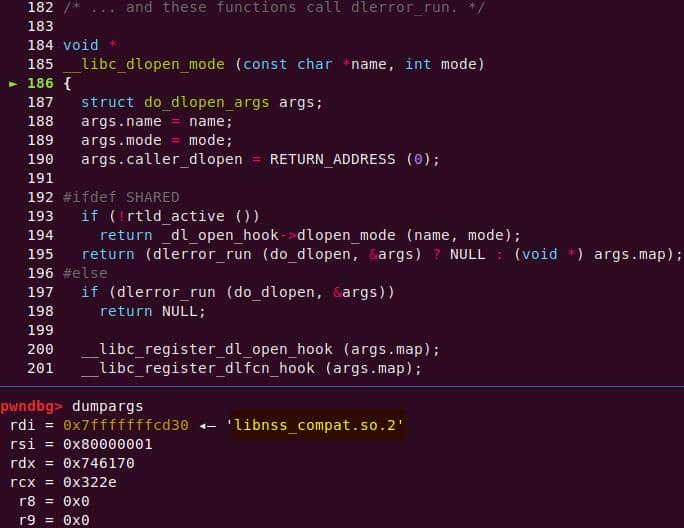 182 /* ... and these functions call dlerror_run. */
183
184 void *
185 __libc_dlopen_mode (const char *name, int mode)
► 186 {
187   struct do_dlopen_args args;
188   args.name = name;
189   args.mode = mode;
190   args.caller_dlopen = RETURN_ADDRESS (0);
191
192 #ifdef SHARED
193   if (!rtld_active ())
194     return _dl_open_hook->dlopen_mode (name, mode);
195   return (dlerror_run (do_dlopen, &args) ? NULL : (void *) args.map);
196 #else
197   if (dlerror_run (do_dlopen, &args))
198     return NULL;
199
200   __libc_register_dl_open_hook (args.map);
201   __libc_register_dlfcn_hook (args.map);
pwndbg> dumpargs
rdi = 0x7fffffffcd30 ◂— 'libnss_compat.so.2'
rsi = 0x80000001
rdx = 0x746170
rcx = 0x322e
r8 = 0x0
r9 = 0x0